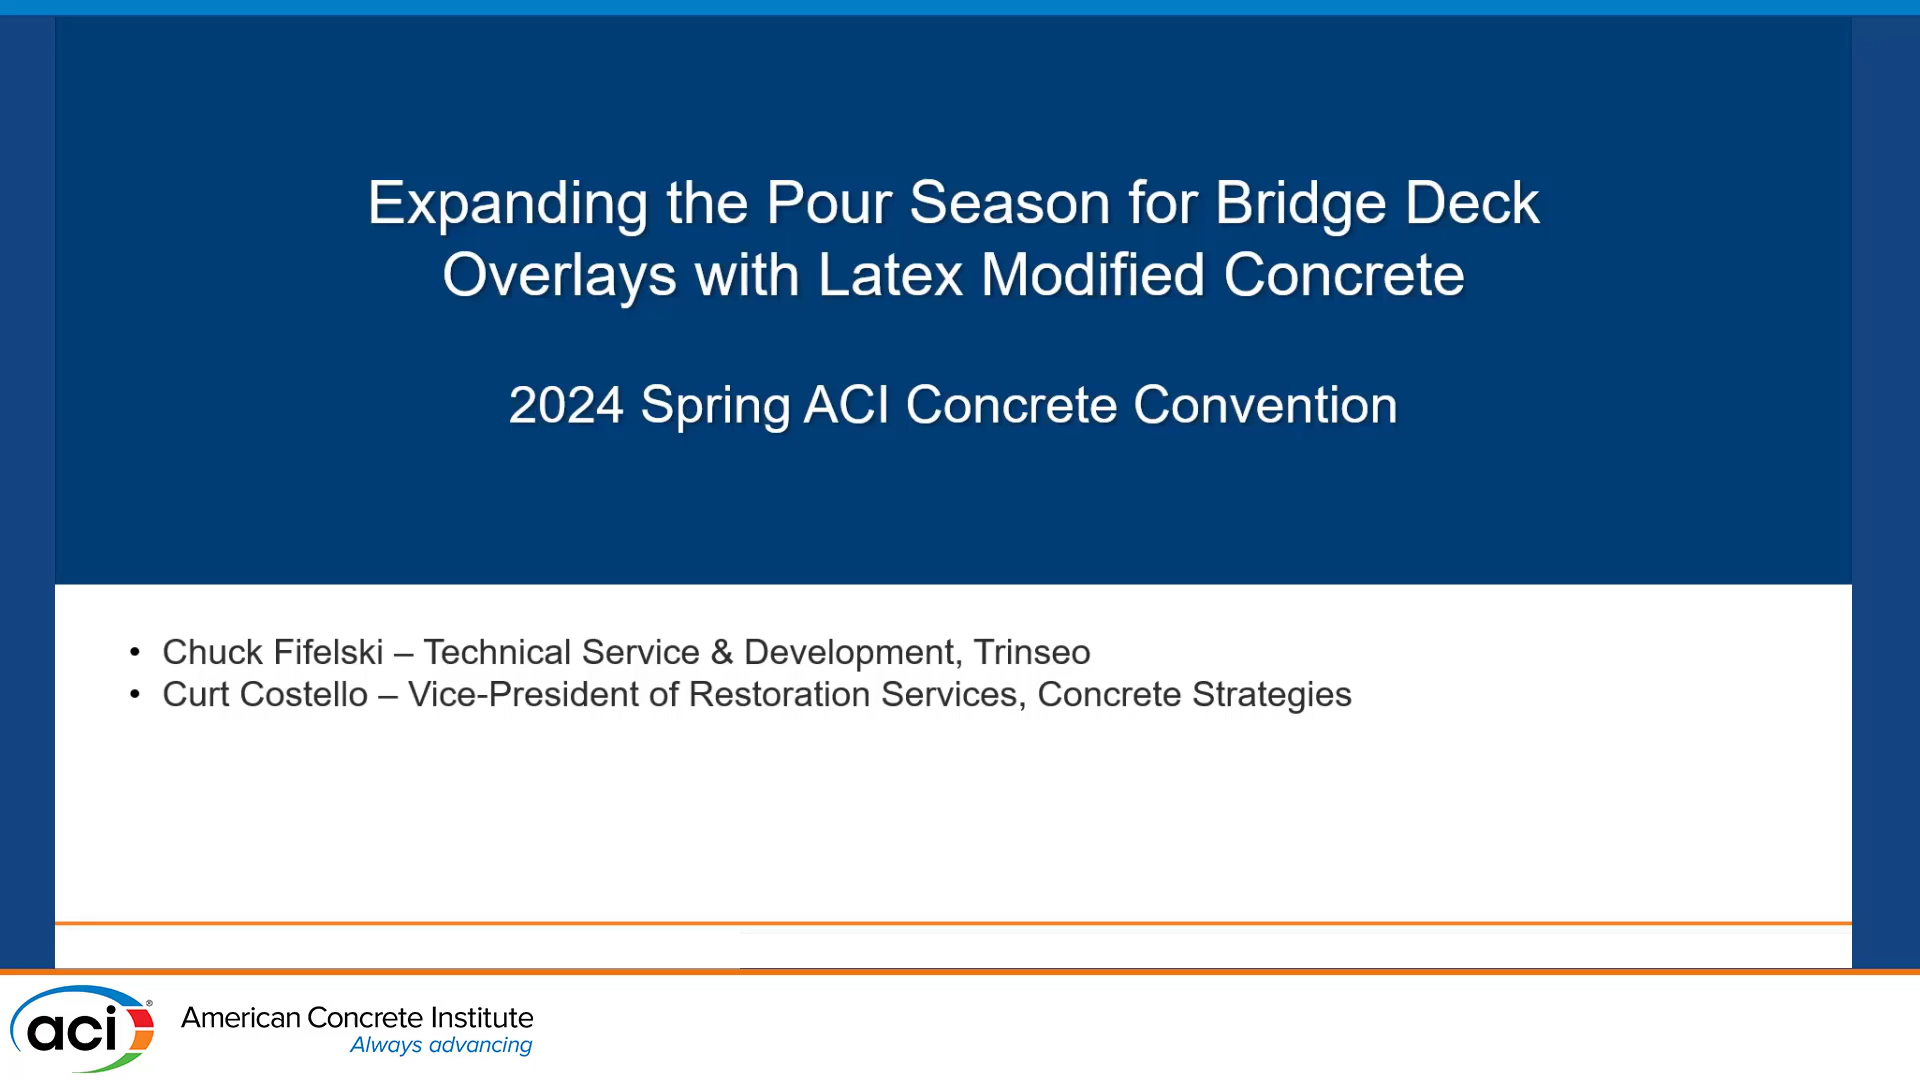 Expanding the Pour Season for Bridge Deck
Overlays with Latex Modified Concrete
2024 Spring ACI Concrete Convention
• Chuck Fifelski – Technical Service & Development, Trinseo
• Curt Costello – Vice-President of Restoration Services, Concrete Strategies
aci®
American Concrete Institute
Always advancing